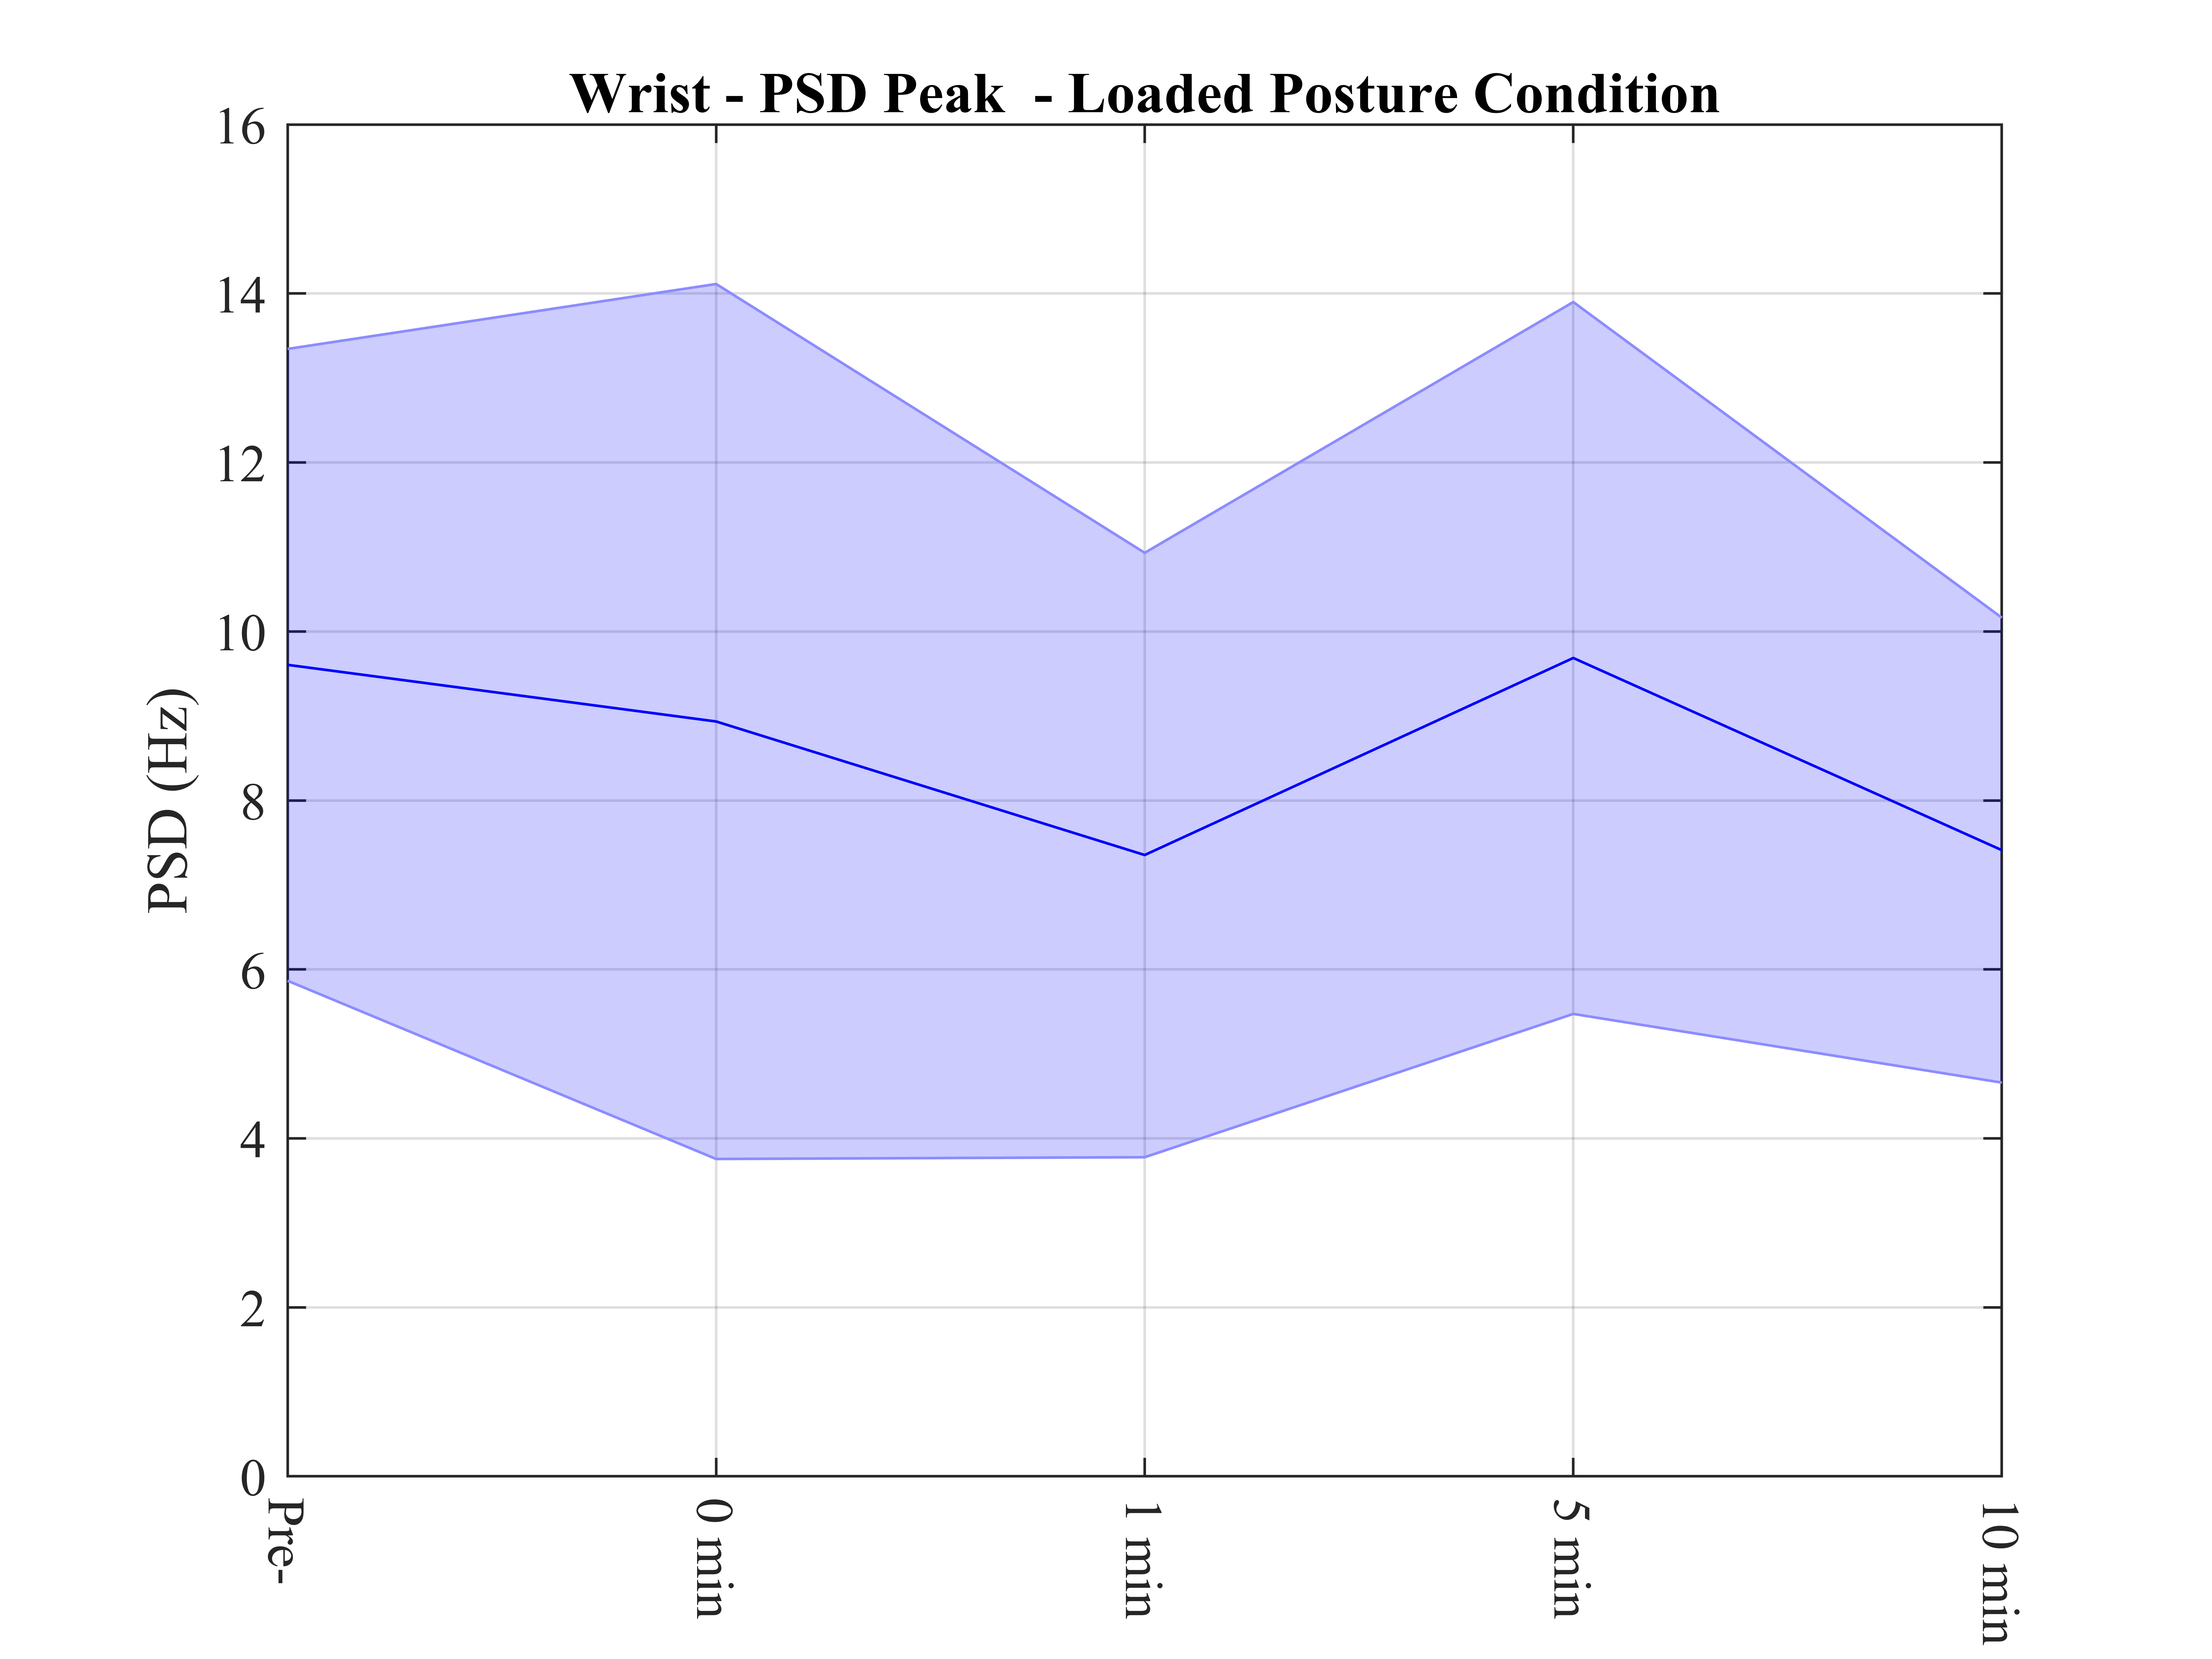 Wrist - PSD Peak - Loaded Posture Condition
PSD (Hz)
16
14
12
10
8
6
4
2
0
Pre-
0 min
1 min
5 min
10 min